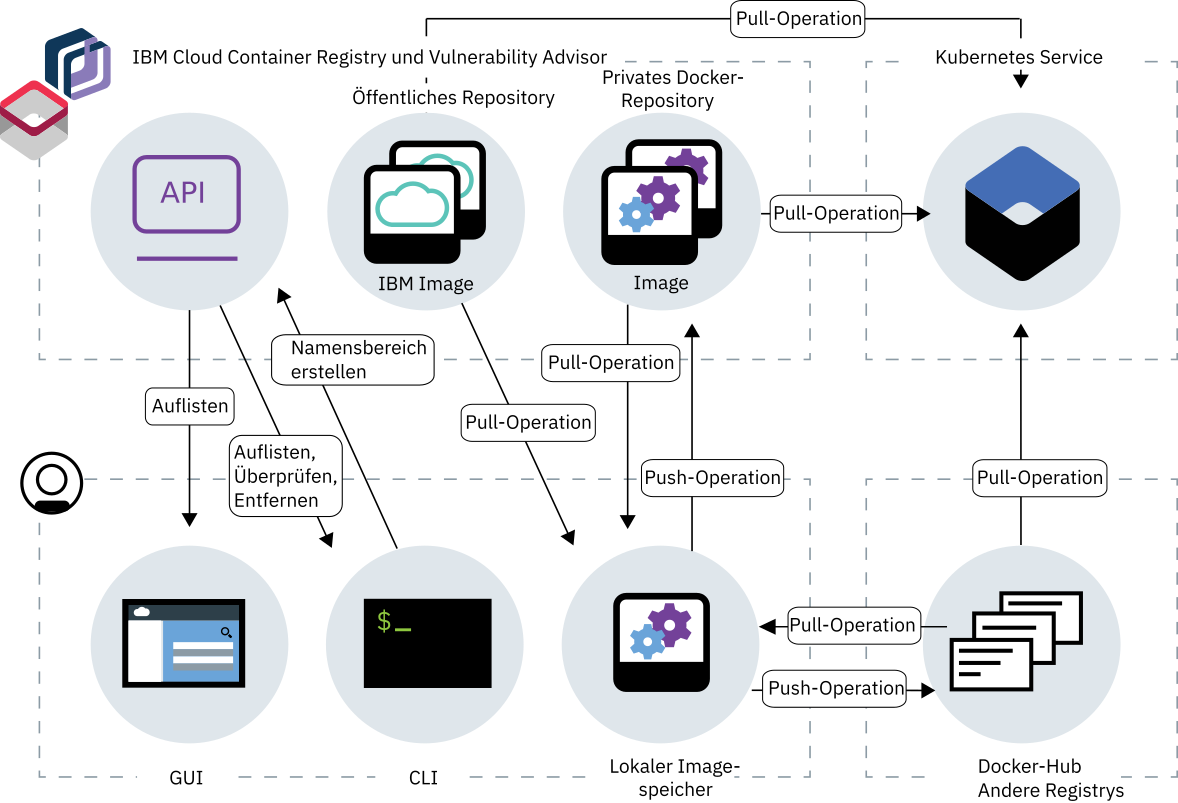 Pull-Operation
IBM Cloud Container Registry und Vulnerability Advisor
Kubernetes Service
Öffentliches Repository
Privates Docker-
Repository
API
IBM Image
Image
Pull-Operation
Namensbereich
erstellen
Pull-Operation
Auflisten
Pull-Operation
Auflisten,
Überprüfen,
Entfernen
Push-Operation
Pull-Operation
$_
Pull-Operation
Push-Operation
GUI
CLI
Lokaler Image-
speicher
Docker-Hub
Andere Registrys